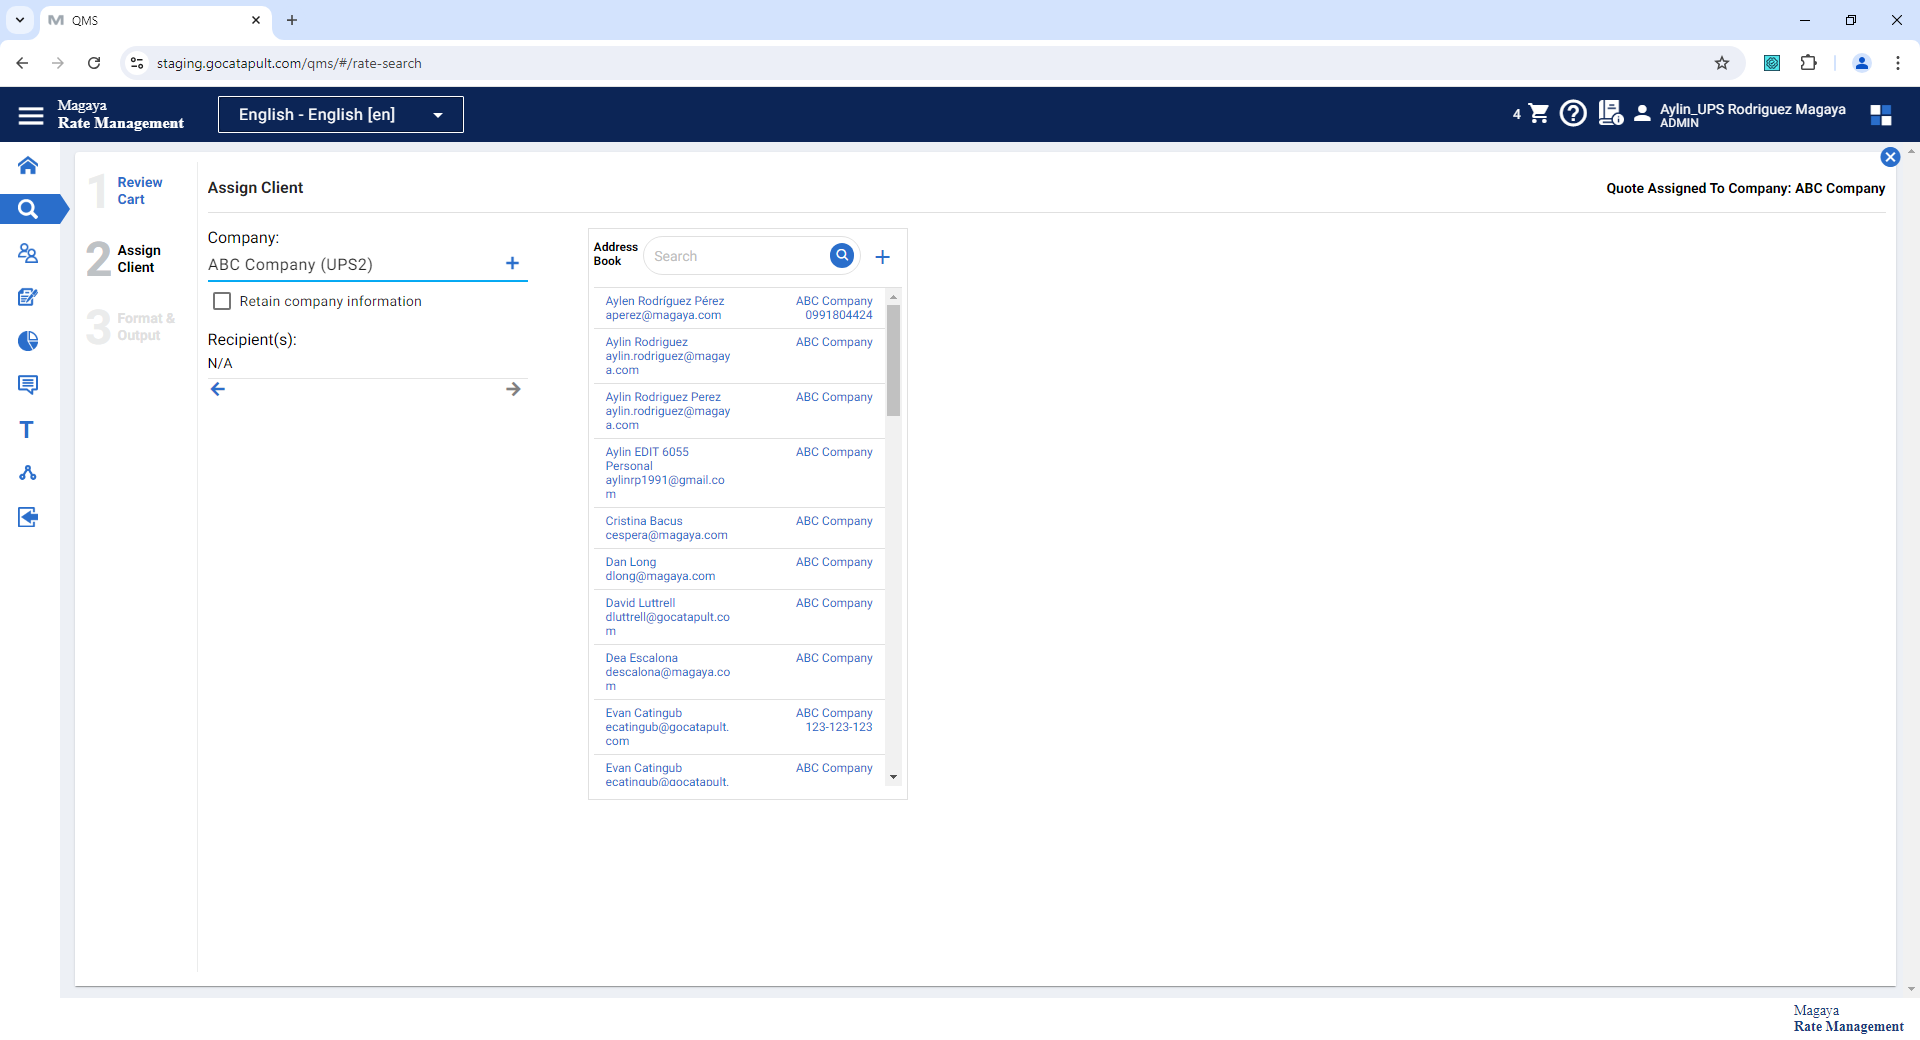 QMS
staging.gocatapult.com/qms/#/rate-search
Magaya
Rate Management
English - English [en]
4
Aylin_UPS Rodriguez Magaya
ADMIN
1 Review
Cart
2 Assign
Client
3 Format &
Output
Assign Client
Quote Assigned To Company: ABC Company
Company:
ABC Company (UPS2)
Retain company information
Recipient(s):
N/A
Address
Book
Search
Aylen Rodríguez Pérez ABC Company
aperez@magaya.com 0991804424
Aylin Rodriguez ABC Company
aylin.rodriguez@magay
a.com
Aylin Rodriguez Perez ABC Company
aylin.rodriguez@magay
a.com
Aylin EDIT 6055 ABC Company
Personal
aylinrp1991@gmail.co
m
Cristina Bacus ABC Company
cespera@magaya.com
Dan Long ABC Company
dlong@magaya.com
David Luttrell ABC Company
dluttrell@gocatapult.co
m
Dea Escalona ABC Company
descalona@magaya.co
m
Evan Catingub ABC Company
ecatingub@gocatapult. 123-123-123
com
Evan Catingub ABC Company
ecatingub@gocatapult.
T
Magaya
Rate Management